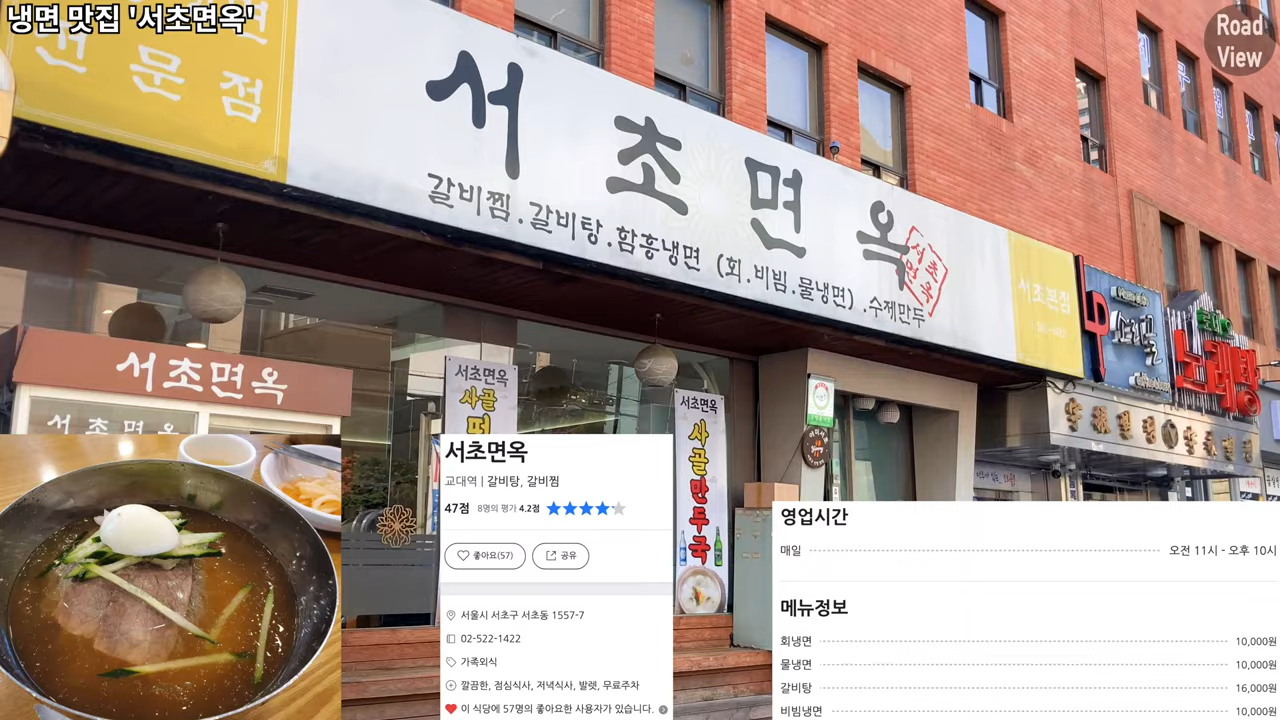 냉면 맛집 '서초면옥'
Road
View
면
면 문 점
서 초 면 옥
갈비찜.갈비탕.함흥냉면 (회.비빔.물냉면).수제만두
서초
면옥
서초본점
노래방
서초면옥
서초면옥
서초면옥
사골
떡
서초면옥
사골만두국
서초면옥
교대역 | 갈비탕, 갈비찜
47점 8명의 평가 4.2점
좋아요(57) 공유
서울시 서초구 서초동 1557-7
02-522-1422
가족외식
깔끔한, 점심식사, 저녁식사, 발렛, 무료주차
이 식당에 57명의 좋아요한 사용자가 있습니다.
영업시간
매일 오전 11시 - 오후 10시
메뉴정보
회냉면 10,000원
물냉면 10,000원
갈비탕 16,000원
비빔냉면 10,000원